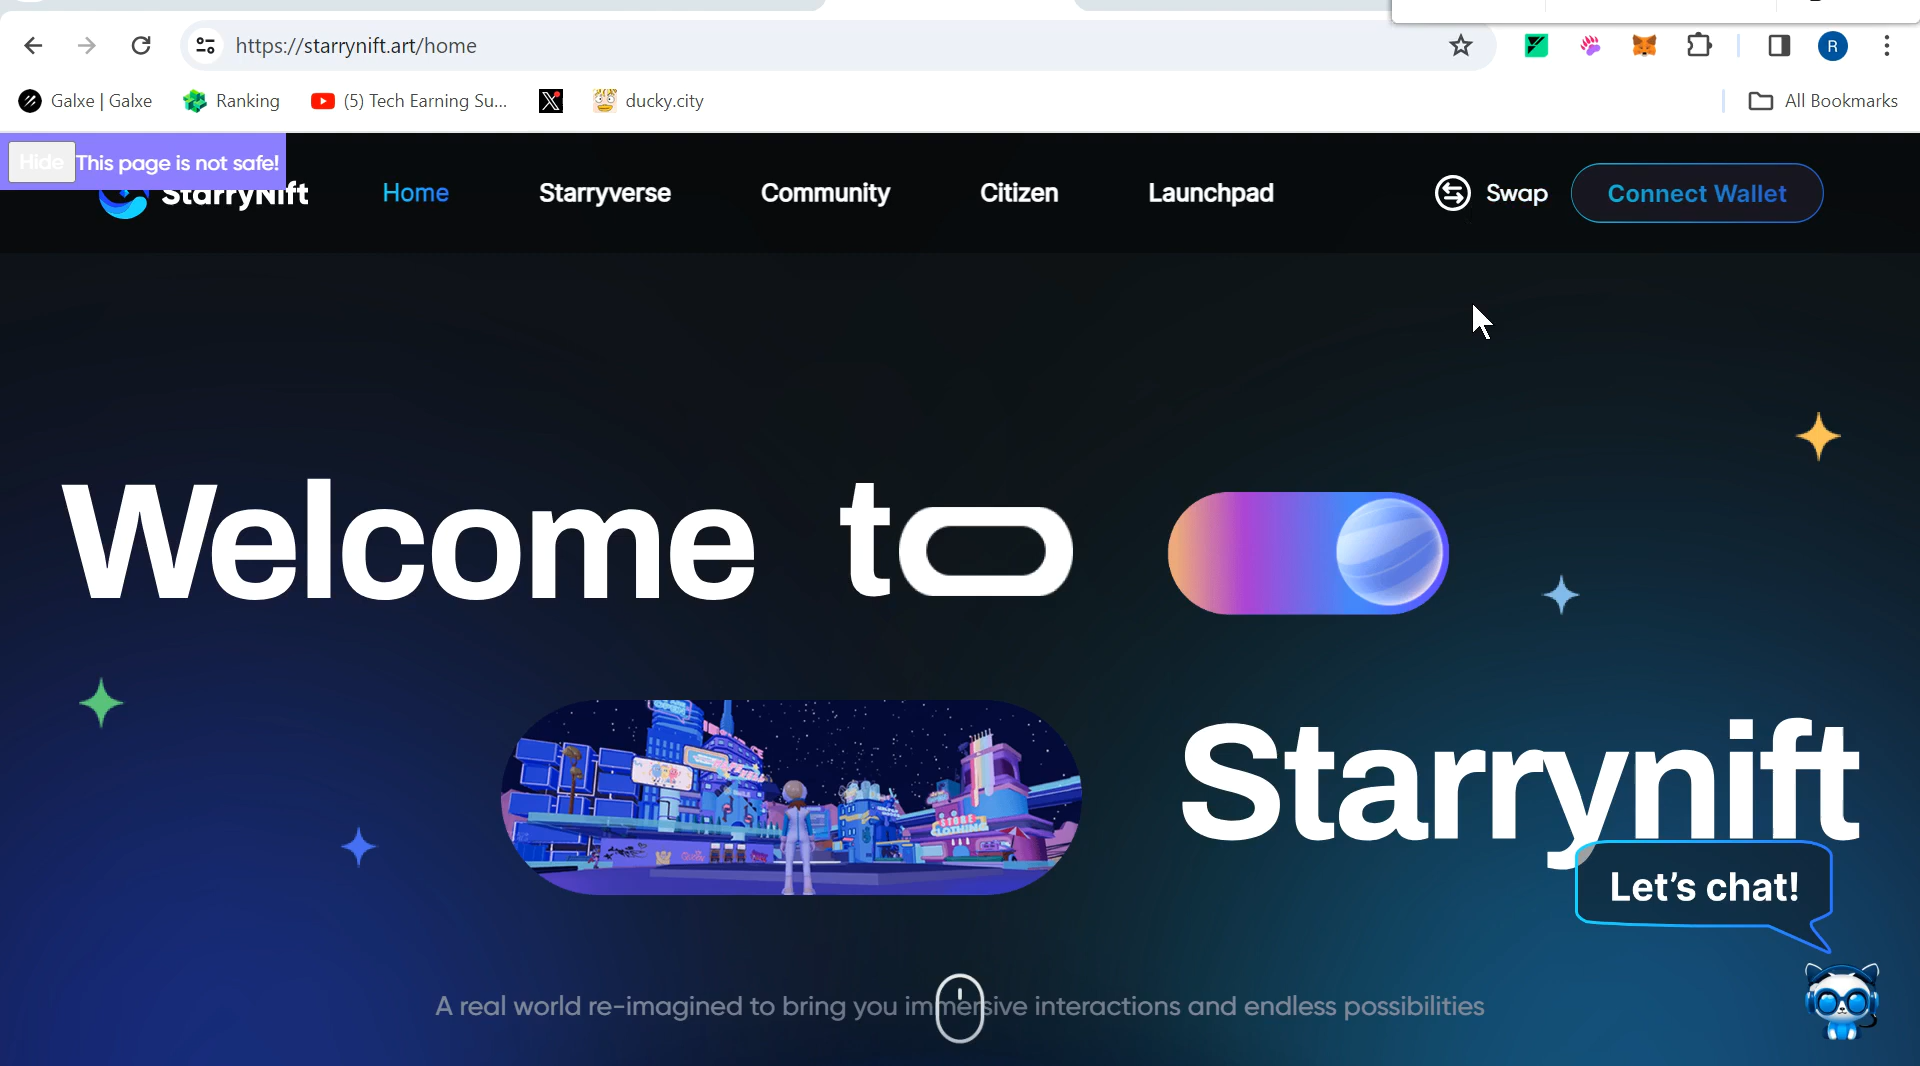 https://starrynift.art/home
R
Galxe | Galxe
Ranking
(5) Tech Earning Su...
ducky.city
All Bookmarks
Hide This page is not safe!
StarryNift
Home
Starryverse
Community
Citizen
Launchpad
Swap
Connect Wallet
Welcome to
STORE
CLOTHING
Starrynift
Let's chat!
A real world re-imagined to bring you immersive interactions and endless possibilities